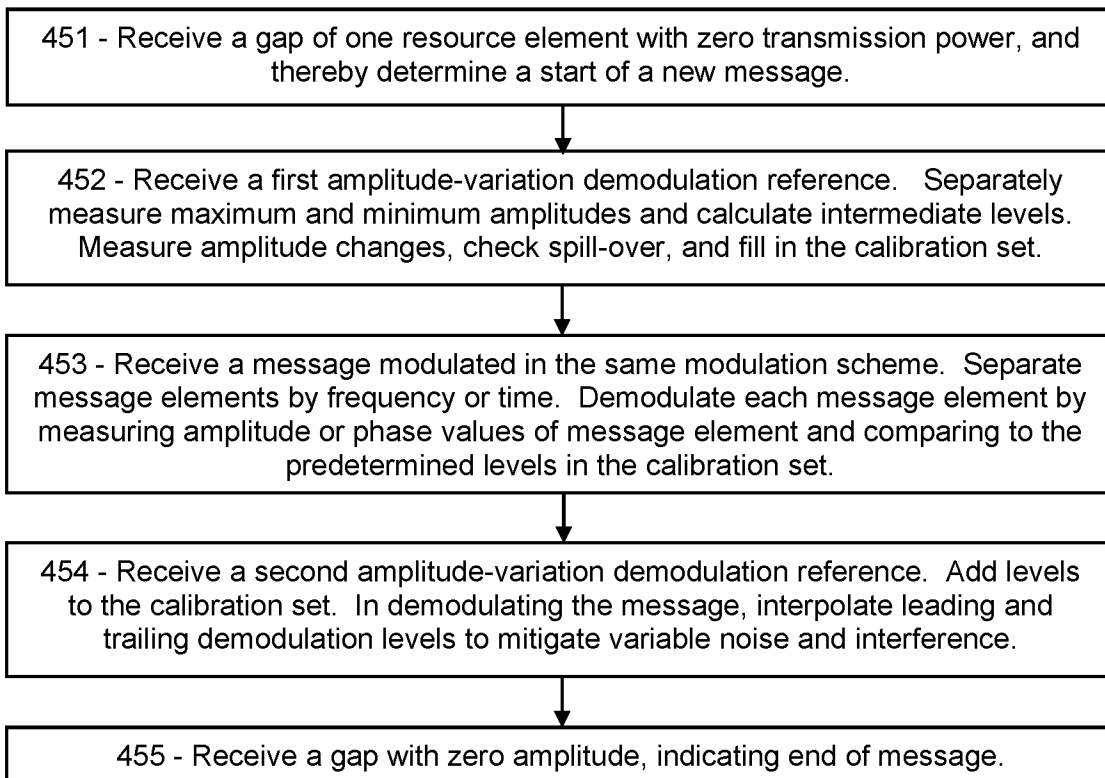 451 - Receive a gap of one resource element with zero transmission power, and
thereby determine a start of a new message.
452 - Receive a first amplitude-variation demodulation reference.   Separately
measure maximum and minimum amplitudes and calculate intermediate levels.
Measure amplitude changes, check spill-over, and fill in the calibration set.
453 - Receive a message modulated in the same modulation scheme.  Separate
message elements by frequency or time.  Demodulate each message element by
measuring amplitude or phase values of message element and comparing to the
predetermined levels in the calibration set.
454 - Receive a second amplitude-variation demodulation reference.  Add levels
to the calibration set.  In demodulating the message, interpolate leading and
trailing demodulation levels to mitigate variable noise and interference.
455 - Receive a gap with zero amplitude, indicating end of message.